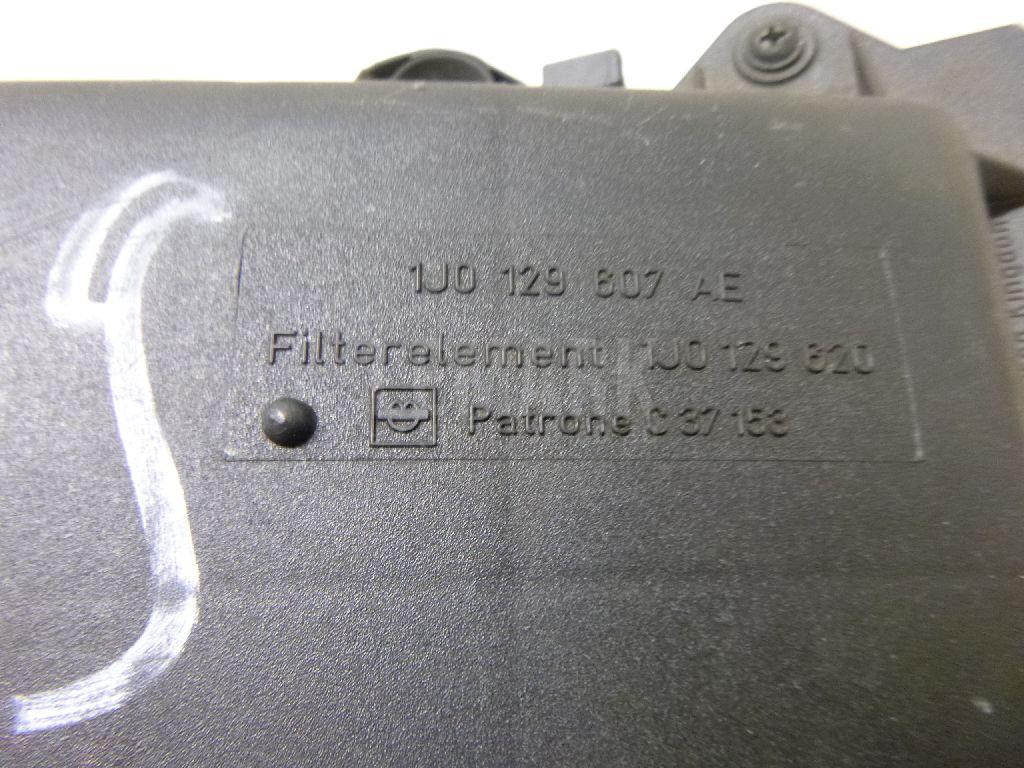 1J0 129 607 AE
Filterelement 1J0 129 620
Patrone C 37 153